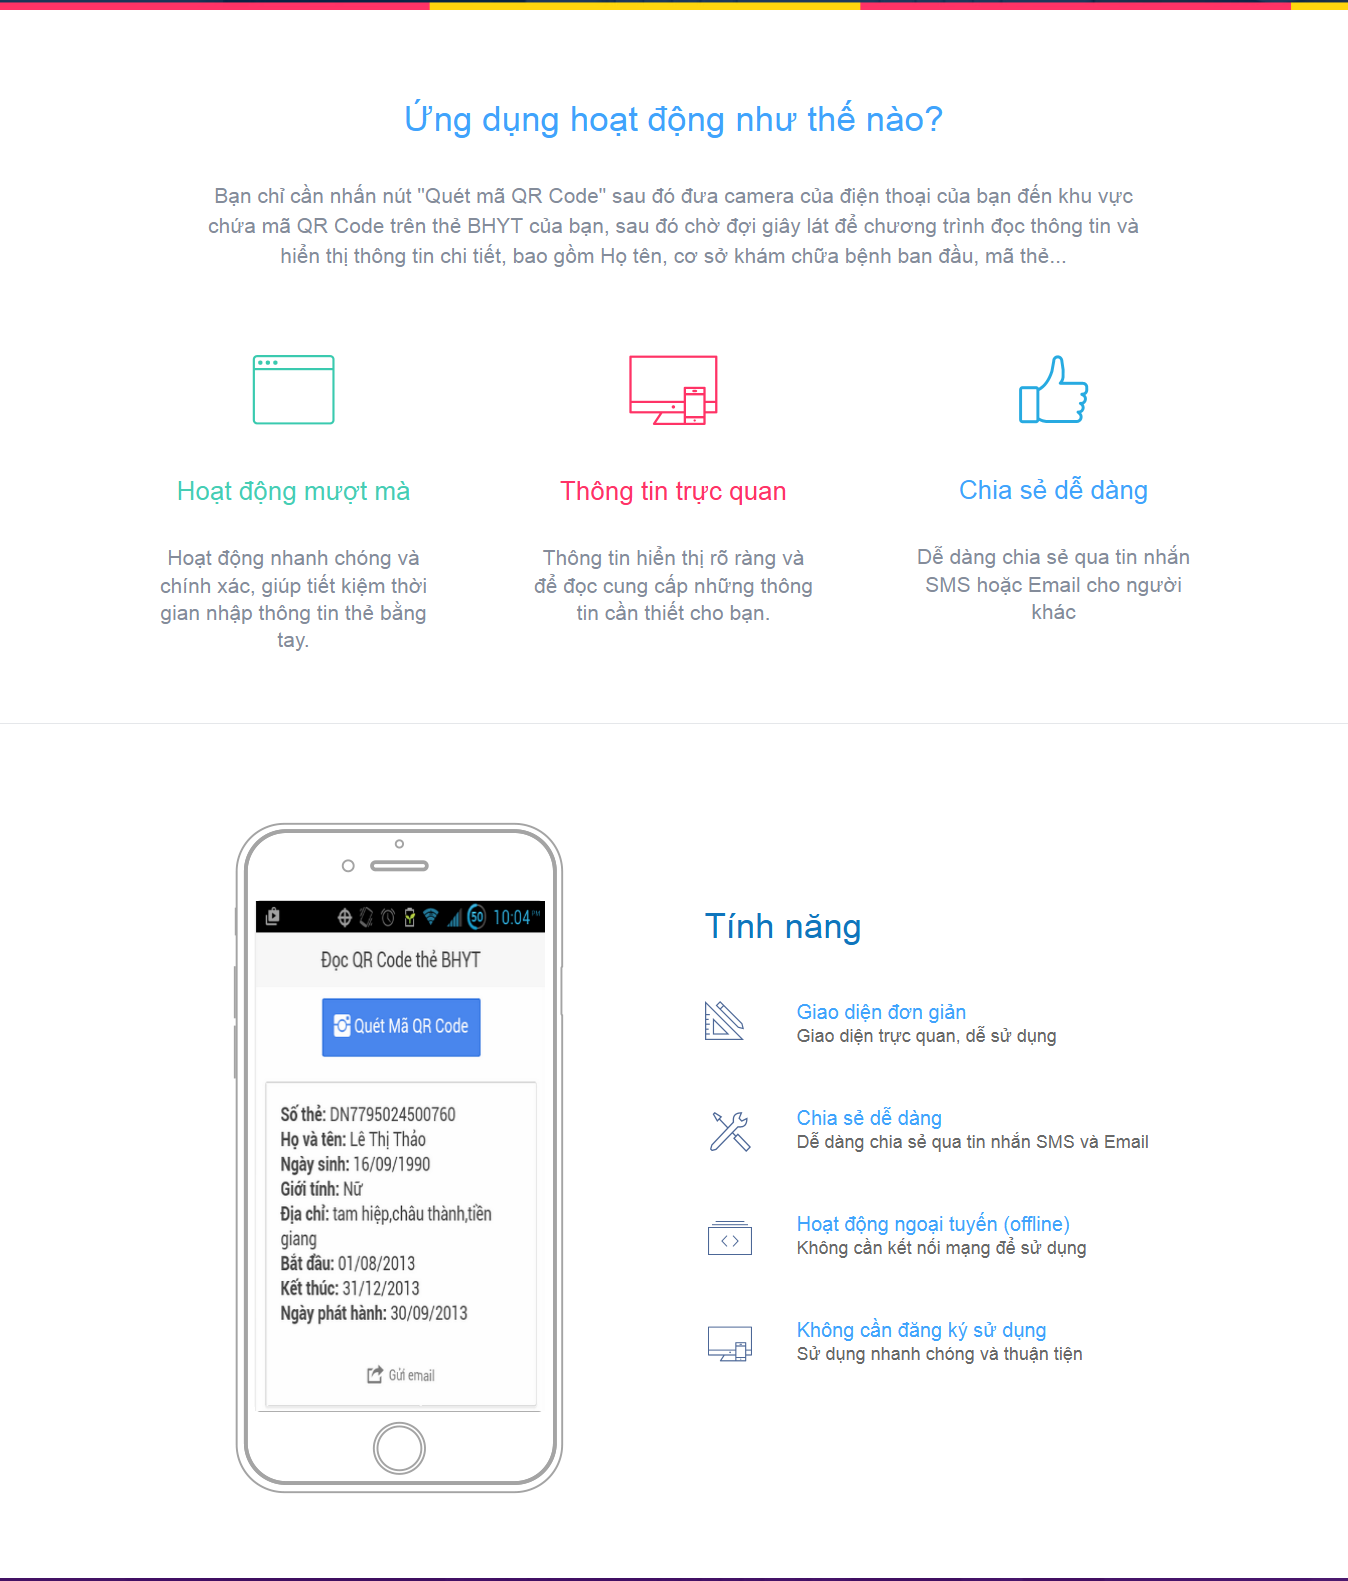 Ứng dụng hoạt động như thế nào?
Bạn chỉ cần nhấn nút "Quét mã QR Code" sau đó đưa camera của điện thoại của bạn đến khu vực
chứa mã QR Code trên thẻ BHYT của bạn, sau đó chờ đợi giây lát để chương trình đọc thông tin và
hiển thị thông tin chi tiết, bao gồm Họ tên, cơ sở khám chữa bệnh ban đầu, mã thẻ...
Hoạt động mượt mà
Hoạt động nhanh chóng và
chính xác, giúp tiết kiệm thời
gian nhập thông tin thẻ bằng
tay.
Thông tin trực quan
Thông tin hiển thị rõ ràng và
để đọc cung cấp những thông
tin cần thiết cho bạn.
Chia sẻ dễ dàng
Dễ dàng chia sẻ qua tin nhắn
SMS hoặc Email cho người
khác
50 10:04 PM
Đọc QR Code thẻ BHYT
Quét Mã QR Code
Số thẻ: DN7795024500760
Họ và tên: Lê Thị Thảo
Ngày sinh: 16/09/1990
Giới tính: Nữ
Địa chỉ: tam hiệp,châu thành,tiền
giang
Bắt đầu: 01/08/2013
Kết thúc: 31/12/2013
Ngày phát hành: 30/09/2013
Gửi email
Tính năng
Giao diện đơn giản
Giao diện trực quan, dễ sử dụng
Chia sẻ dễ dàng
Dễ dàng chia sẻ qua tin nhắn SMS và Email
Hoạt động ngoại tuyến (offline)
Không cần kết nối mạng để sử dụng
Không cần đăng ký sử dụng
Sử dụng nhanh chóng và thuận tiện